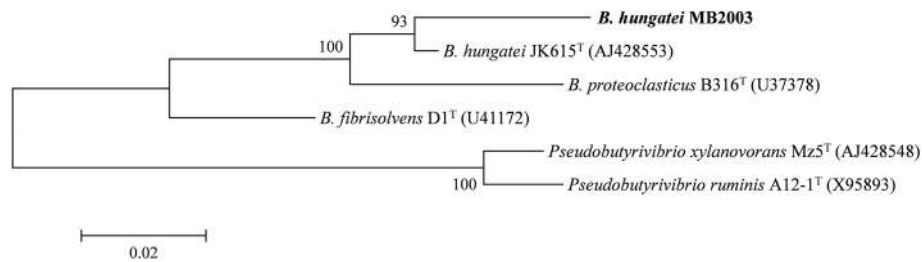 93
B. hungatei MB2003
100
B. hungatei JK615ᵀ (AJ428553)
B. proteoclasticus B316ᵀ (U37378)
B. fibrisolvens D1ᵀ (U41172)
Pseudobutyrivibrio xylanovorans Mz5ᵀ (AJ428548)
100
Pseudobutyrivibrio ruminis A12-1ᵀ (X95893)
0.02